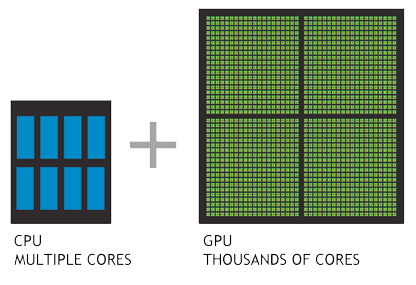 CPU
MULTIPLE CORES
GPU
THOUSANDS OF CORES